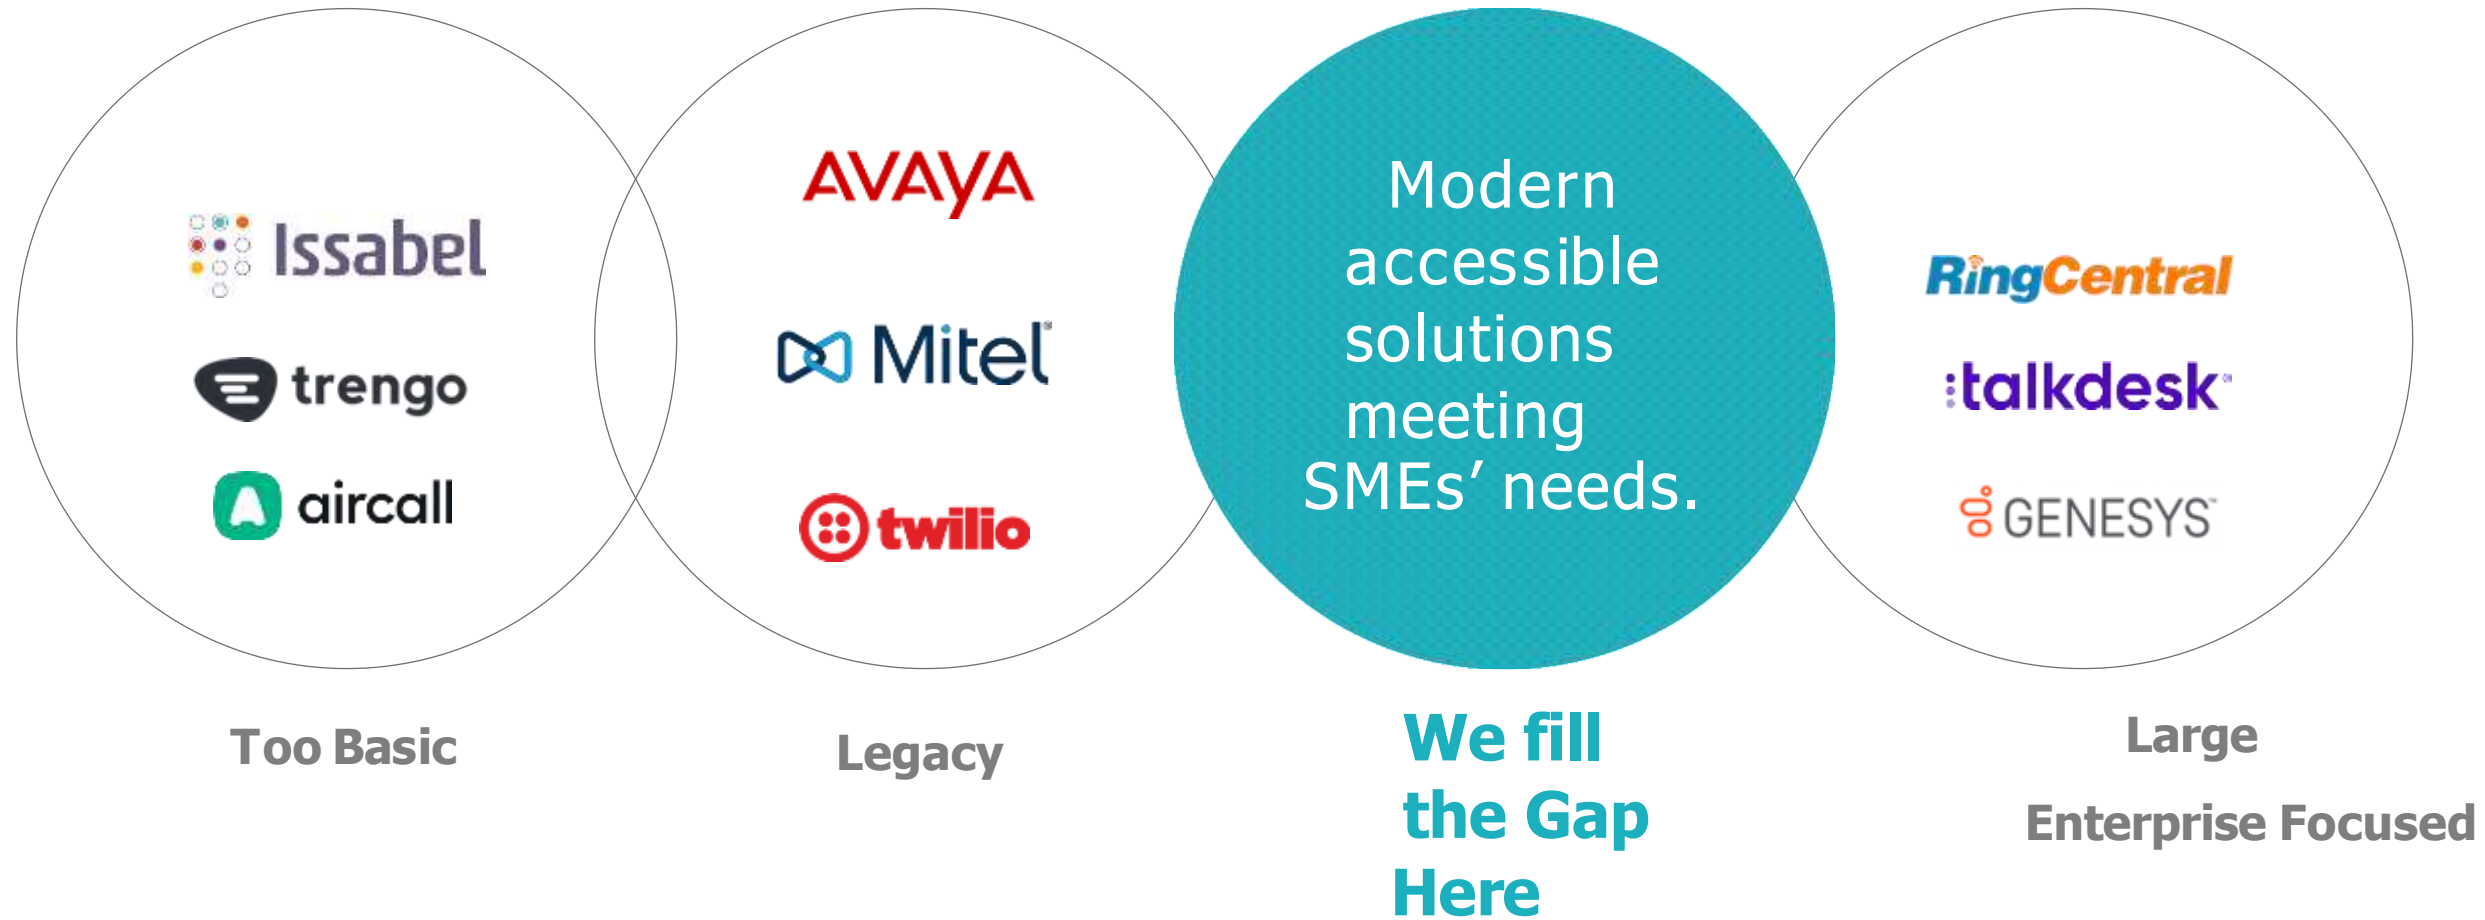 Issabel
trengo
aircall
Too Basic
AVAYA
Mitel®
twilio
Legacy
Modern
accessible
solutions
meeting
SMEs’ needs.
We fill
the Gap
Here
RingCentral
talkdesk
GENESYS™
Large
Enterprise Focused